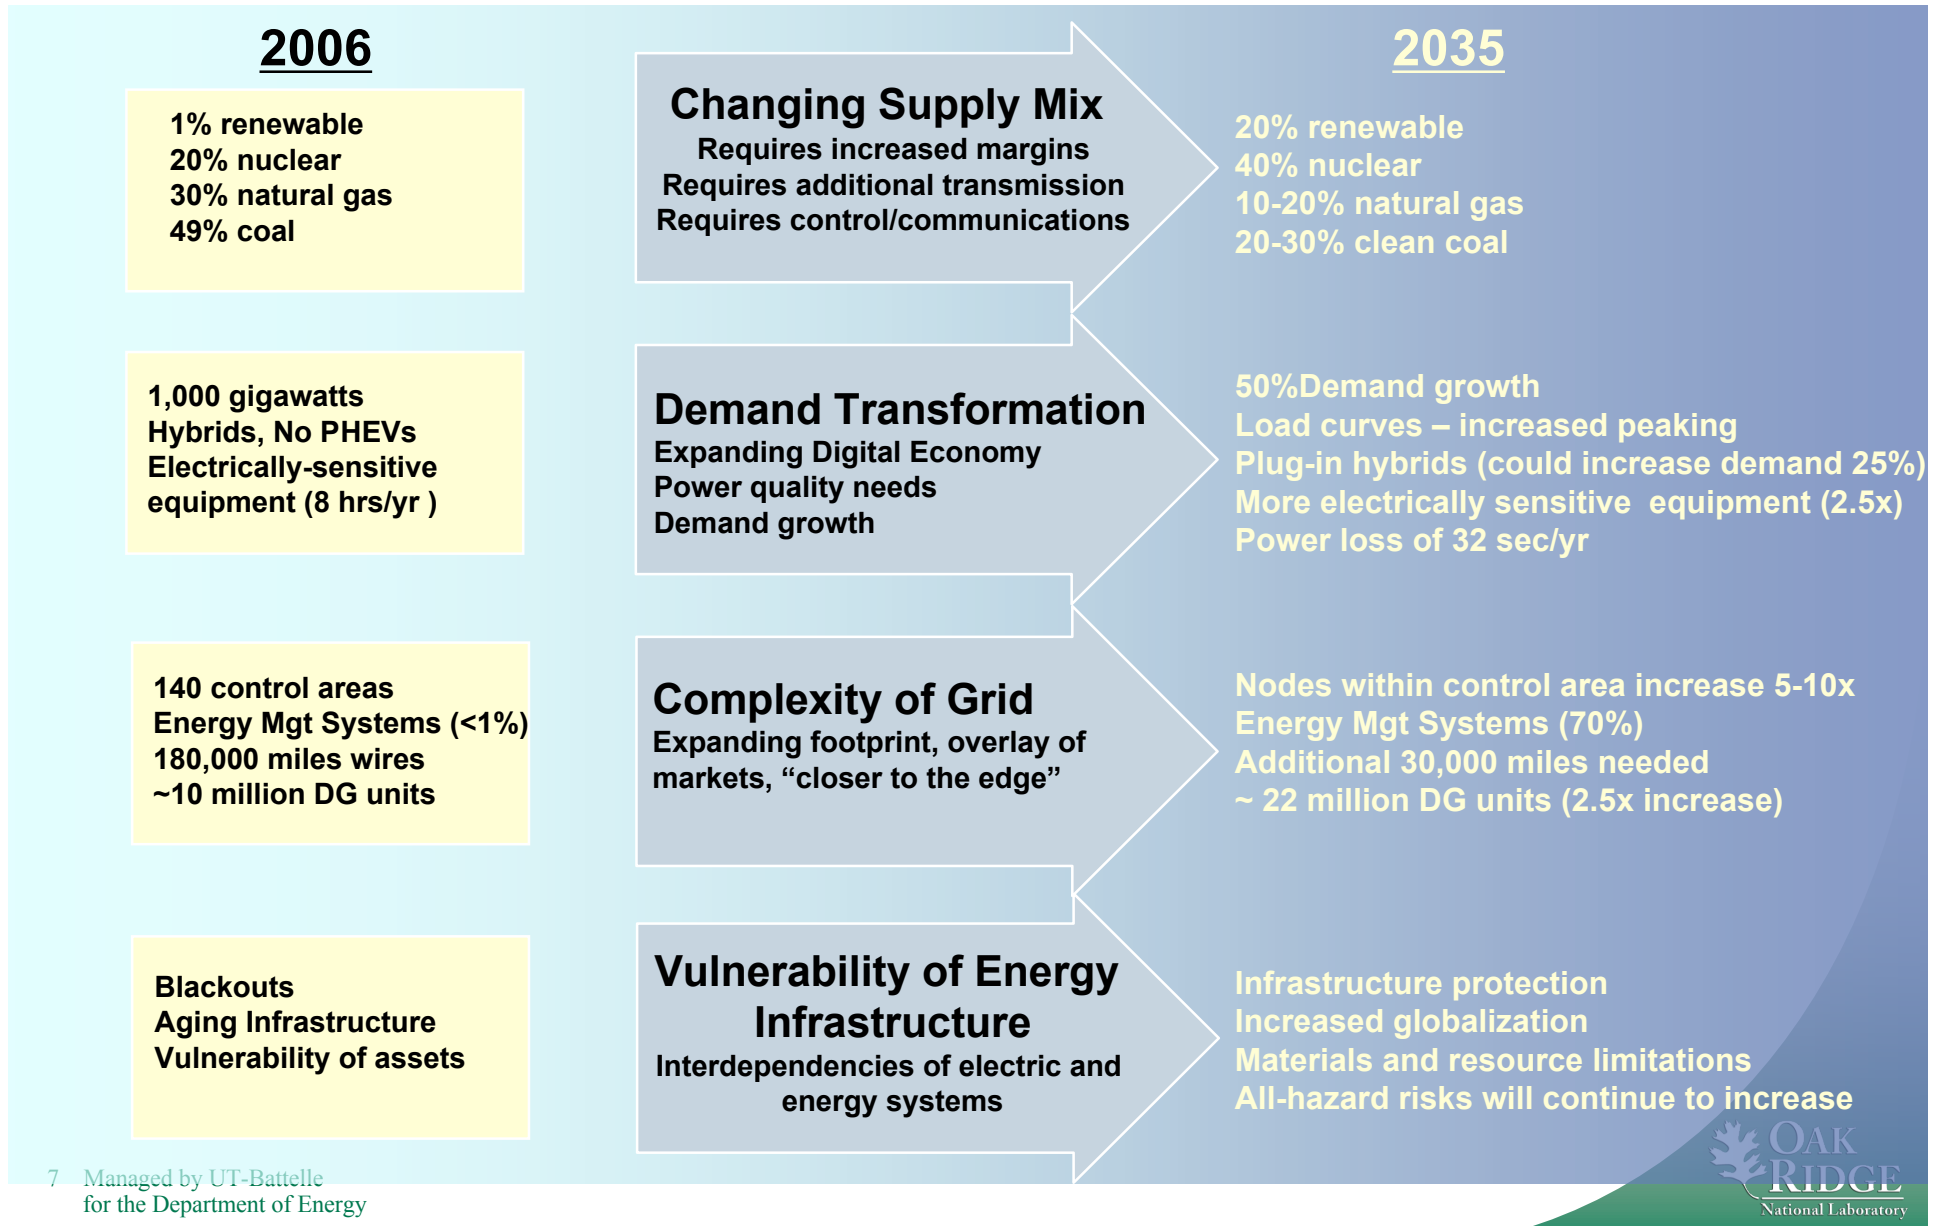 2006
2035
1% renewable
20% nuclear
30% natural gas
49% coal
Changing Supply Mix
Requires increased margins
Requires additional transmission
Requires control/communications
20% renewable
40% nuclear
10-20% natural gas
20-30% clean coal
1,000 gigawatts
Hybrids, No PHEVs
Electrically-sensitive
equipment (8 hrs/yr )
Demand Transformation
Expanding Digital Economy
Power quality needs
Demand growth
50%Demand growth
Load curves – increased peaking
Plug-in hybrids (could increase demand 25%)
More electrically sensitive  equipment (2.5x)
Power loss of 32 sec/yr
140 control areas
Energy Mgt Systems (<1%)
180,000 miles wires
~10 million DG units
Complexity of Grid
Expanding footprint, overlay of
markets, “closer to the edge”
Nodes within control area increase 5-10x
Energy Mgt Systems (70%)
Additional 30,000 miles needed
~ 22 million DG units (2.5x increase)
Blackouts
Aging Infrastructure
Vulnerability of assets
Vulnerability of Energy
Infrastructure
Interdependencies of electric and
energy systems
Infrastructure protection
Increased globalization
Materials and resource limitations
All-hazard risks will continue to increase
7 Managed by UT-Battelle
for the Department of Energy
OAK
RIDGE
National Laboratory